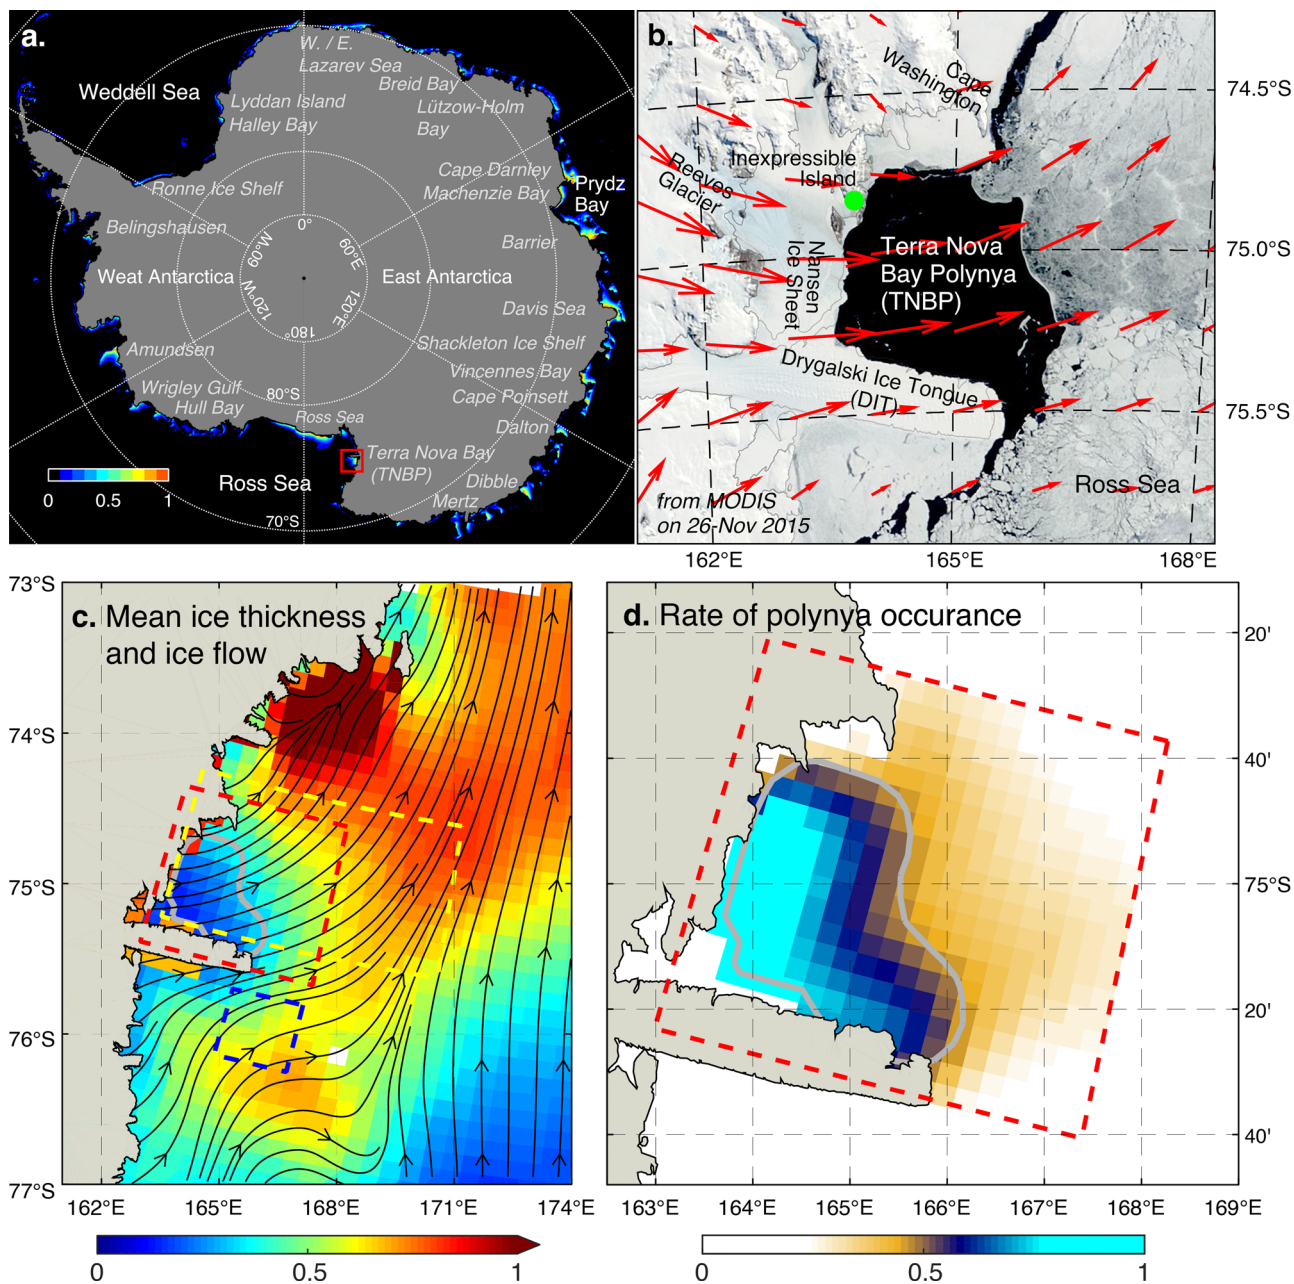 a.
W. / E.
Lazarev Sea
Weddell Sea
Breid Bay
Lyddan Island
Halley Bay
Lützow-Holm
Bay
Cape Darnley
Machenzie Bay
Prydz
Bay
Ronne Ice Shelf
Belingshausen
0°
60°W
60°E
Barrier
Weat Antarctica
East Antarctica
120°W
120°E
180°
Davis Sea
Amundsen
Shackleton Ice Shelf
Vincennes Bay
Wrigley Gulf
Hull Bay
80°S
Cape Poinsett
Ross Sea
Dalton
Terra Nova Bay
(TNBP)
Ross Sea
Dibble
Mertz
70°S
0 0.5 1
b.
Cape
Washington
74.5°S
Inexpressible
Island
Reeves
Glacier
Nansen
Ice Sheet
Terra Nova
Bay Polynya
(TNBP)
75.0°S
Drygalski Ice Tongue
(DIT)
75.5°S
Ross Sea
from MODIS
on 26-Nov 2015
162°E 165°E 168°E
73°S
c. Mean ice thickness
and ice flow
74°S
75°S
76°S
77°S
162°E 165°E 168°E 171°E 174°E
0 0.5 1
d. Rate of polynya occurance
20'
40'
75°S
20'
40'
163°E 164°E 165°E 166°E 167°E 168°E 169°E
0 0.5 1